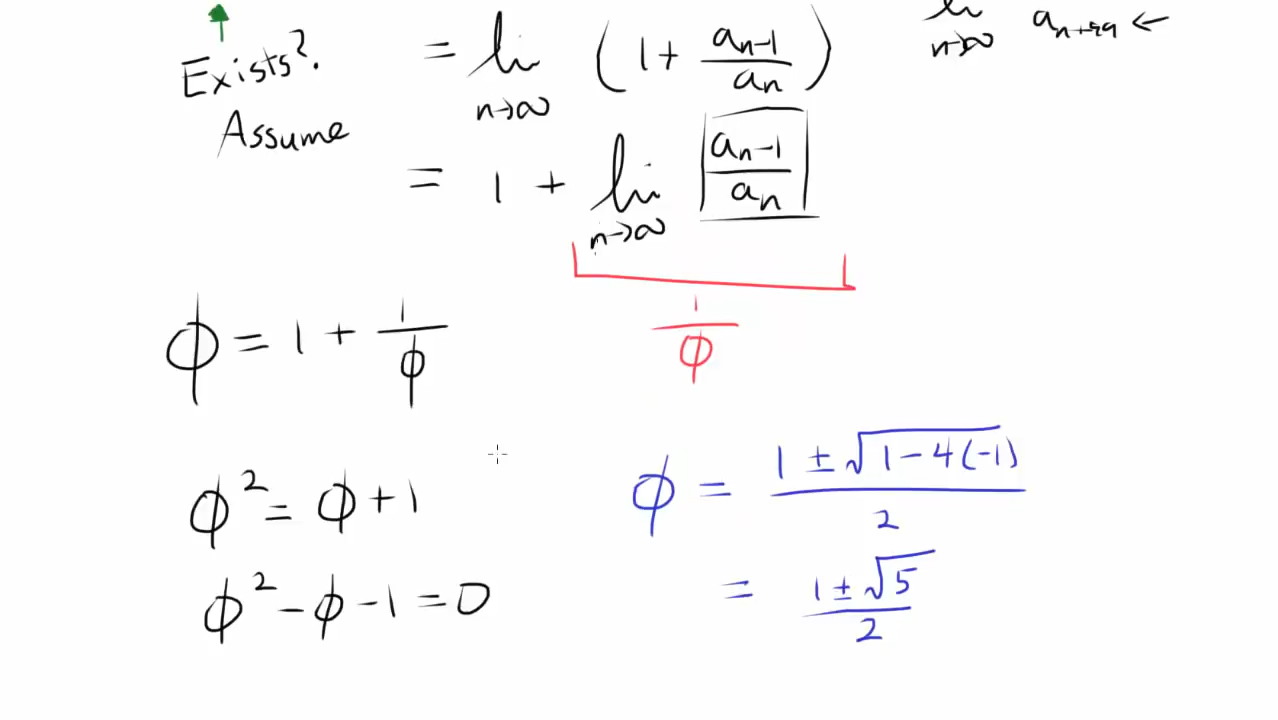 Exists?
Assume
= lim n→∞ (1 + a_{n-1}/a_n)
lim n→∞ a_{n+99} ←
= 1 + lim n→∞ a_{n-1}/a_n
1/ϕ
ϕ = 1 + 1/ϕ
ϕ² = ϕ + 1
ϕ² - ϕ - 1 = 0
ϕ = (1 ± √(1 - 4(-1)))/2
= (1 ± √5)/2